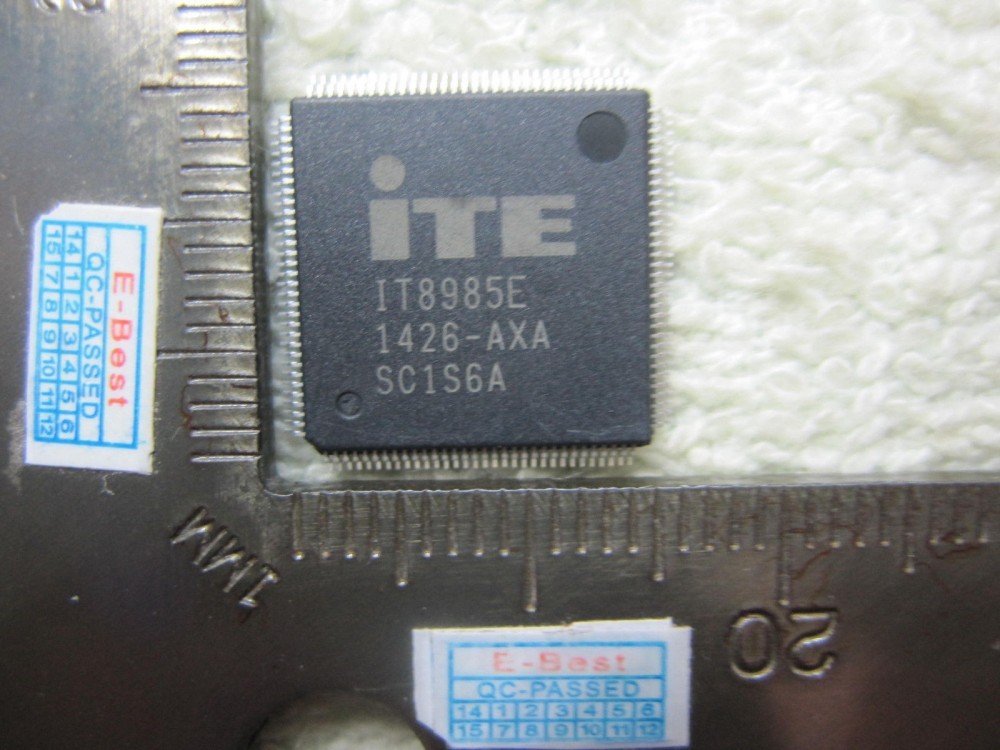 iTE
IT8985E
1426-AXA
SC1S6A
E-Best
QC-PASSED
14 1 2 3 4 5 6
15 7 8 9 10 11 12
1MM
20
E-Best
QC-PASSED
14 1 2 3 4 5 6
15 7 8 9 10 11 12